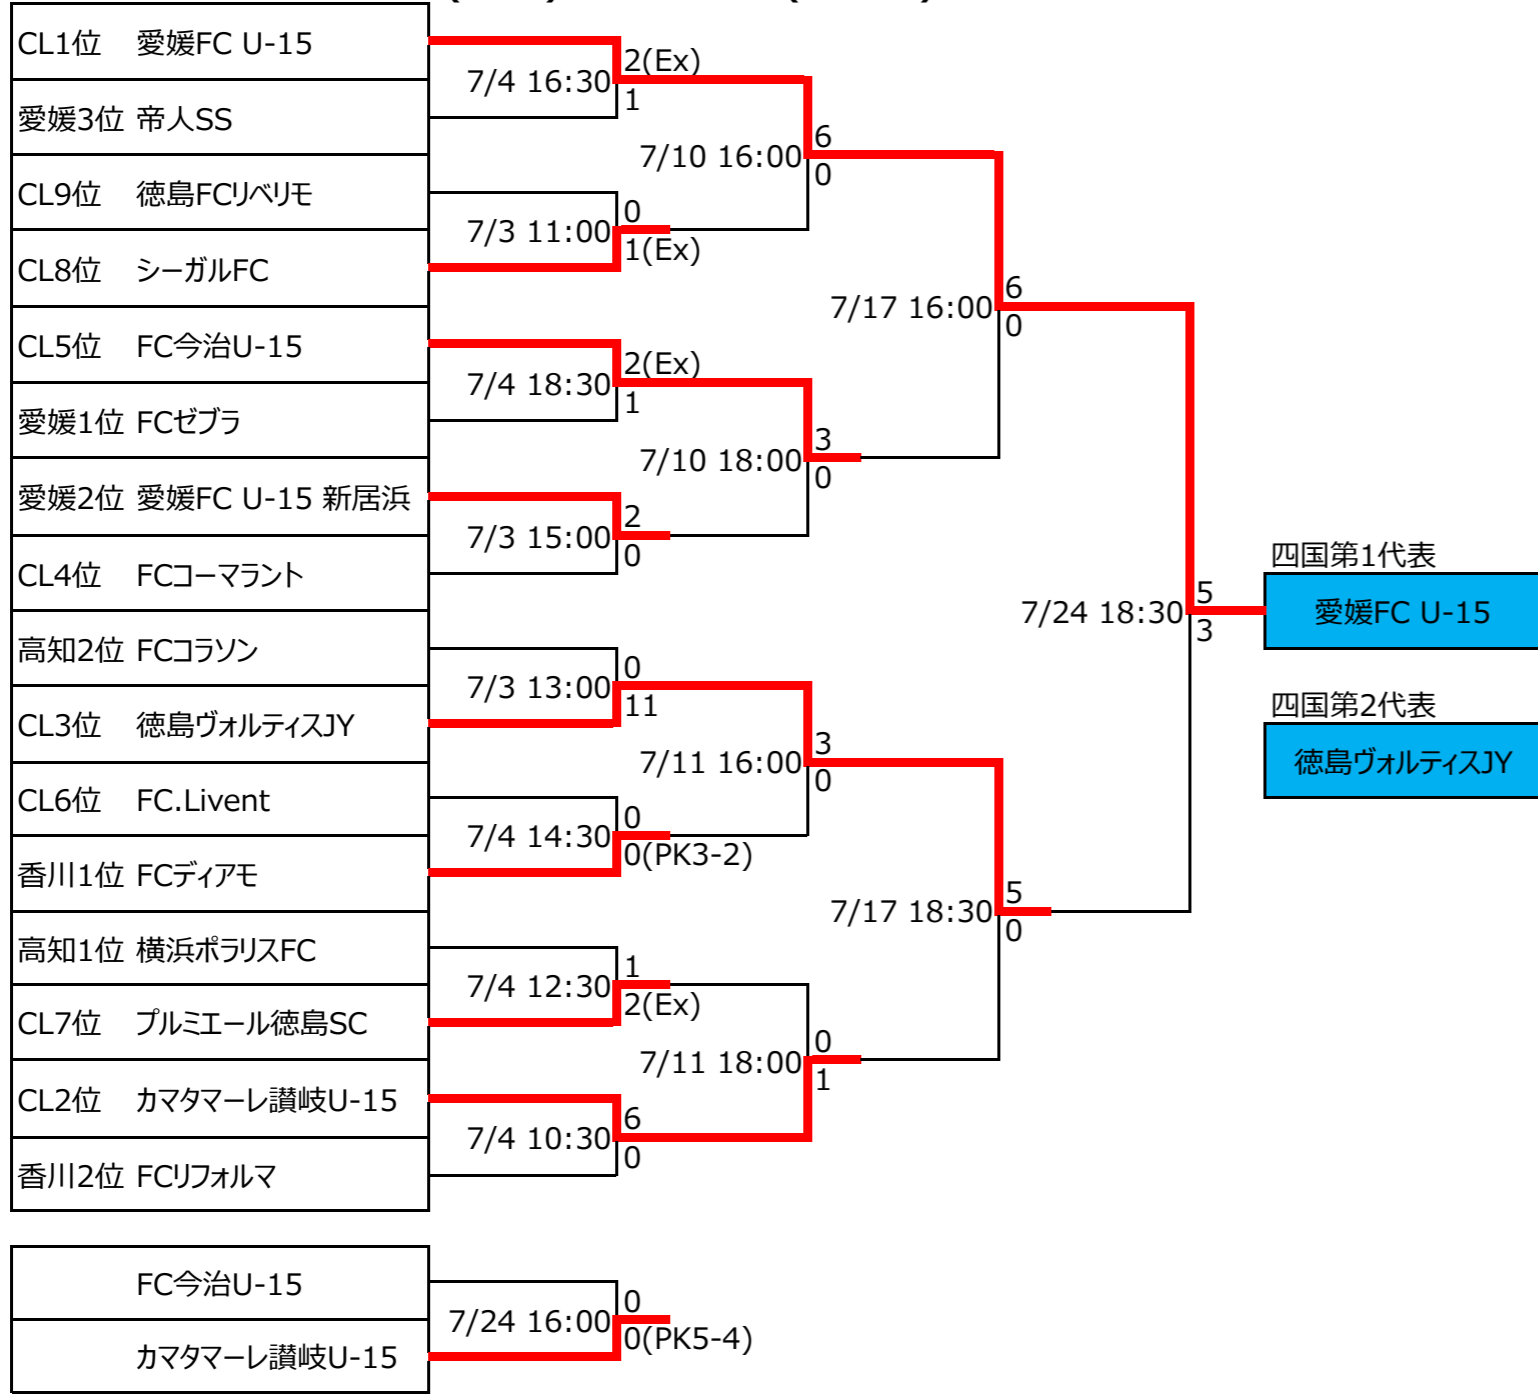 CL1位 愛媛FC U-15
愛媛3位 帝人SS
7/4 16:30
2(Ex)
1
CL9位 徳島FCリベリモ
CL8位 シーガルFC
7/3 11:00
0
1(Ex)
7/10 16:00
6
0
CL5位 FC今治U-15
愛媛1位 FCゼブラ
7/4 18:30
2(Ex)
1
愛媛2位 愛媛FC U-15 新居浜
CL4位 FCコーマラント
7/3 15:00
2
0
7/10 18:00
3
0
7/17 16:00
6
0
高知2位 FCコラソン
CL3位 徳島ヴォルティスJY
7/3 13:00
0
11
CL6位 FC.Livent
香川1位 FCディアモ
7/4 14:30
0
0(PK3-2)
7/11 16:00
3
0
高知1位 横浜ポラリスFC
CL7位 プルミエール徳島SC
7/4 12:30
1
2(Ex)
CL2位 カマタマーレ讃岐U-15
香川2位 FCリフォルマ
7/4 10:30
6
0
7/11 18:00
0
1
7/17 18:30
5
0
7/24 18:30
5
3
四国第1代表
愛媛FC U-15
四国第2代表
徳島ヴォルティスJY
FC今治U-15
カマタマーレ讃岐U-15
7/24 16:00
0
0(PK5-4)